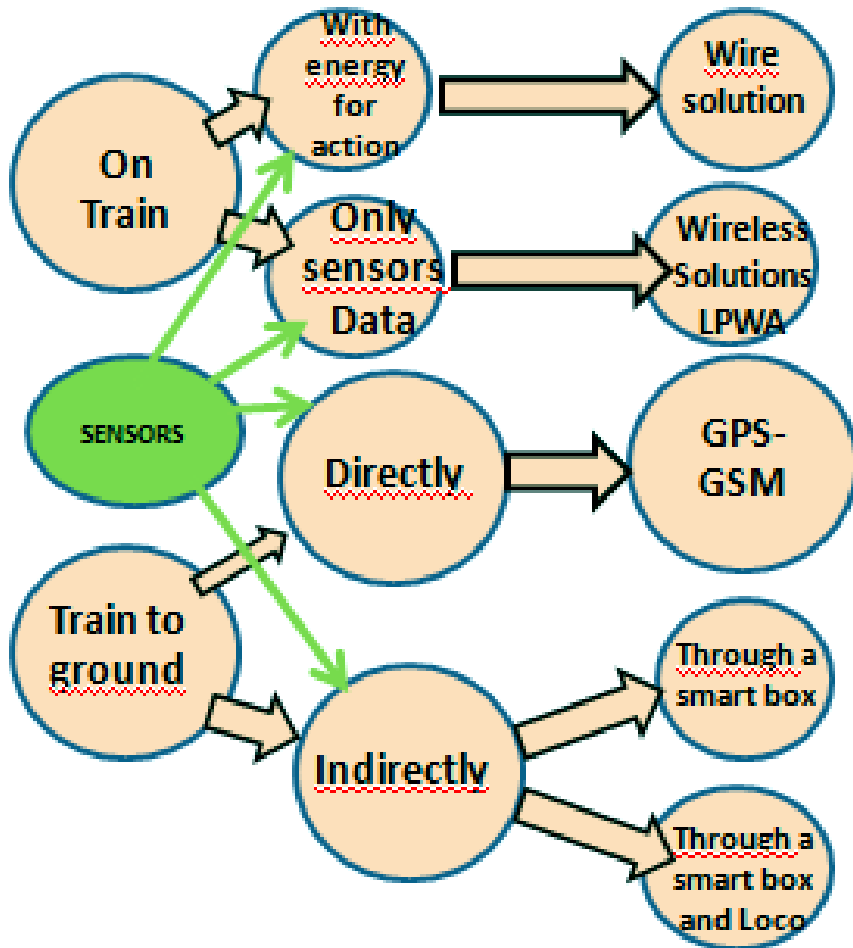 With
energy
for
action
Wire
solution
On
Train
Only
sensors
Data
Wireless
Solutions
LPWA
SENSORS
Directly
GPS-
GSM
Train to
ground
Indirectly
Through a
smart box
Through a
smart box
and Loco